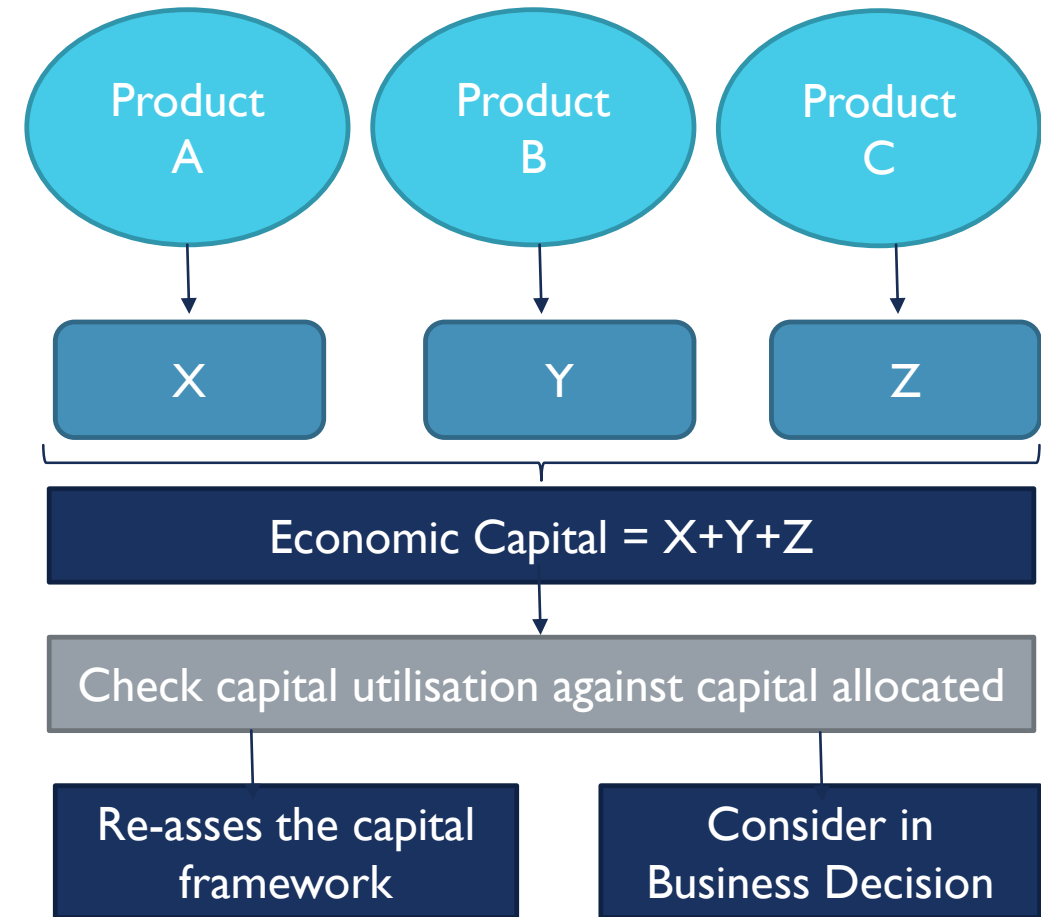 Product
A
Product
B
Product
C
X
Y
Z
Economic Capital = X+Y+Z
Check capital utilisation against capital allocated
Re-asses the capital
framework
Consider in
Business Decision